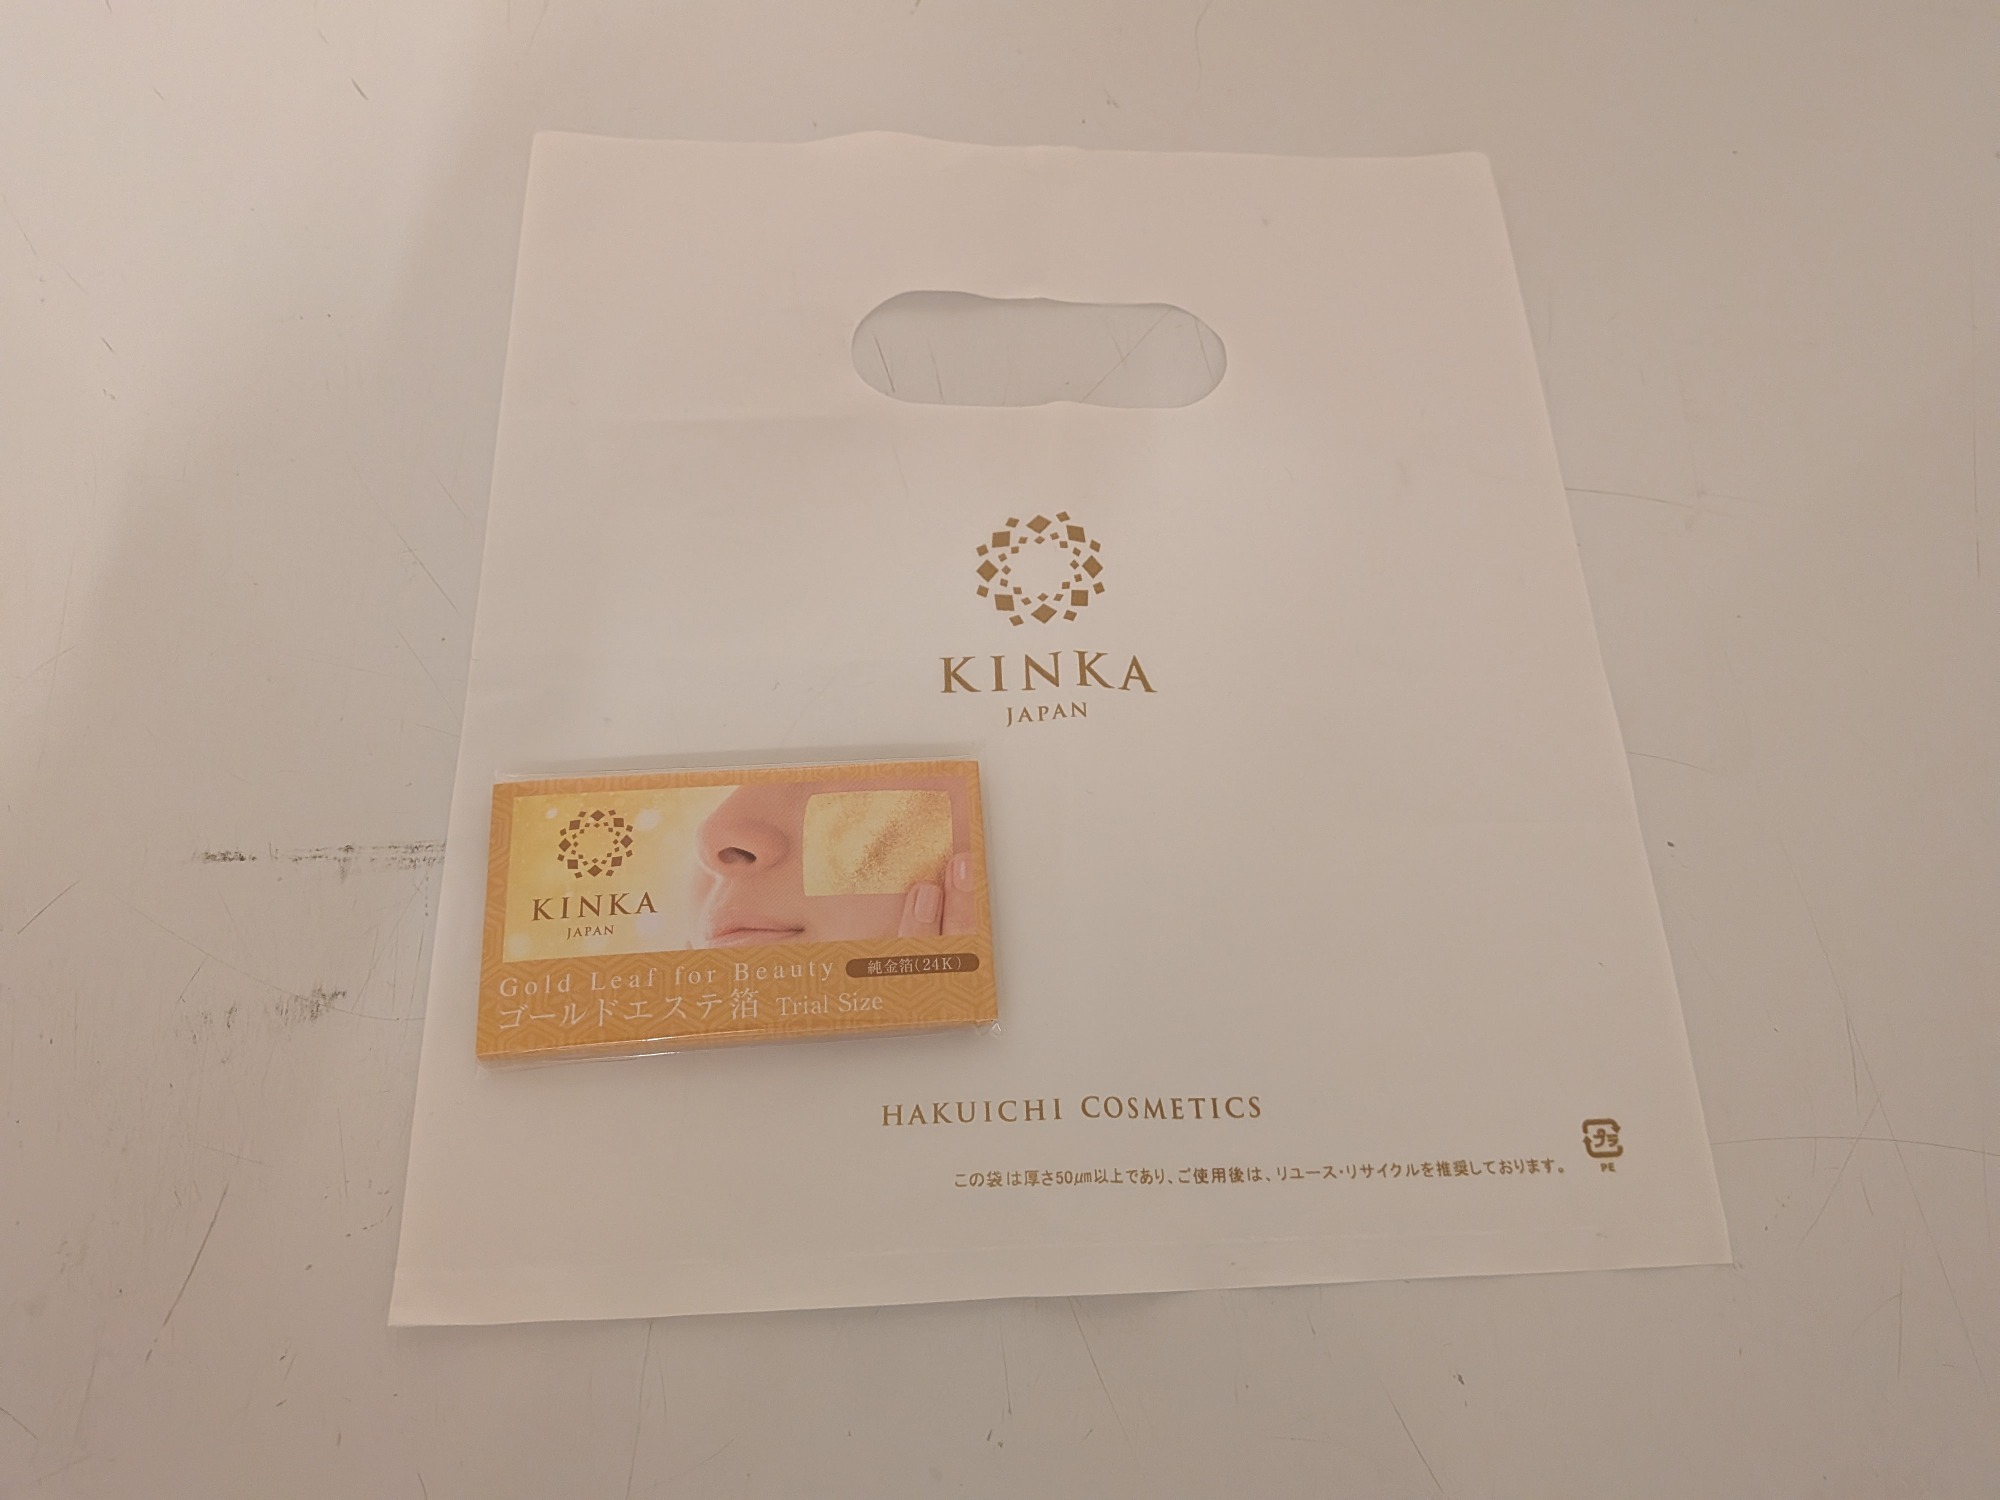 KINKA
JAPAN
KINKA
JAPAN
Gold Leaf for Beauty 純金箔(24K)
ゴールドエステ箔 Trial Size
HAKUICHI COSMETICS
この袋は厚さ50μm以上であり、ご使用後は、リユース・リサイクルを推奨しております。
プラ
PE